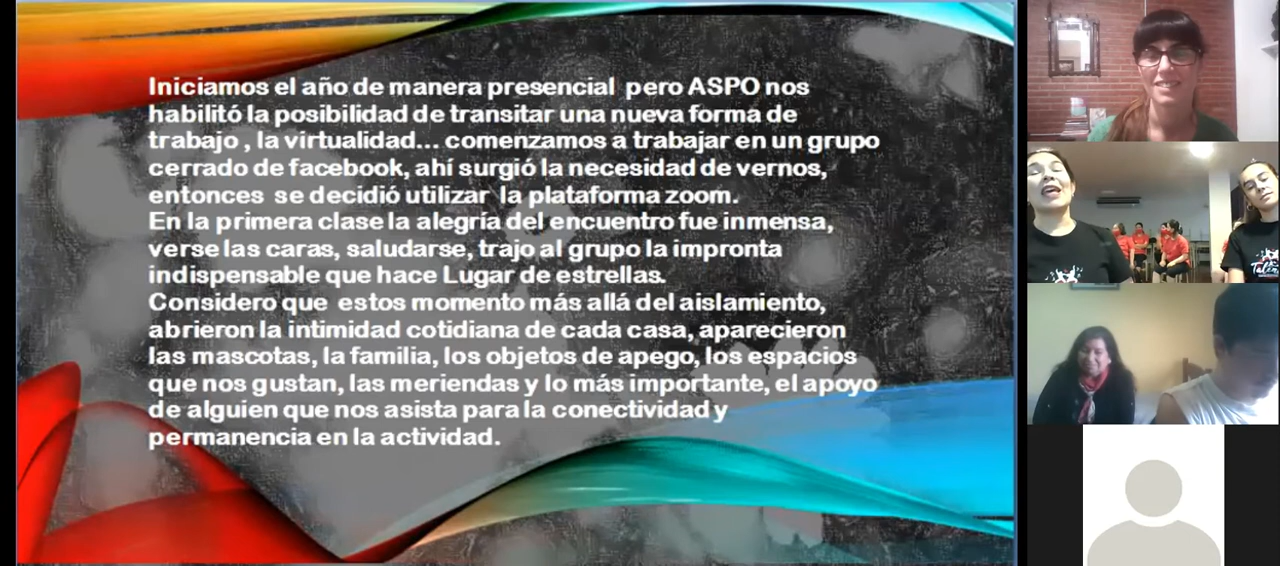 Iniciamos el año de manera presencial pero ASPO nos
habilitó la posibilidad de transitar una nueva forma de
trabajo , la virtualidad... comenzamos a trabajar en un grupo
cerrado de facebook, ahí surgió la necesidad de vernos,
entonces se decidió utilizar la plataforma zoom.
En la primera clase la alegría del encuentro fue inmensa,
verse las caras, saludarse, trajo al grupo la impronta
indispensable que hace Lugar de estrellas.
Considero que estos momento más allá del aislamiento,
abrieron la intimidad cotidiana de cada casa, aparecieron
las mascotas, la familia, los objetos de apego, los espacios
que nos gustan, las meriendas y lo más importante, el apoyo
de alguien que nos asista para la conectividad y
permanencia en la actividad.